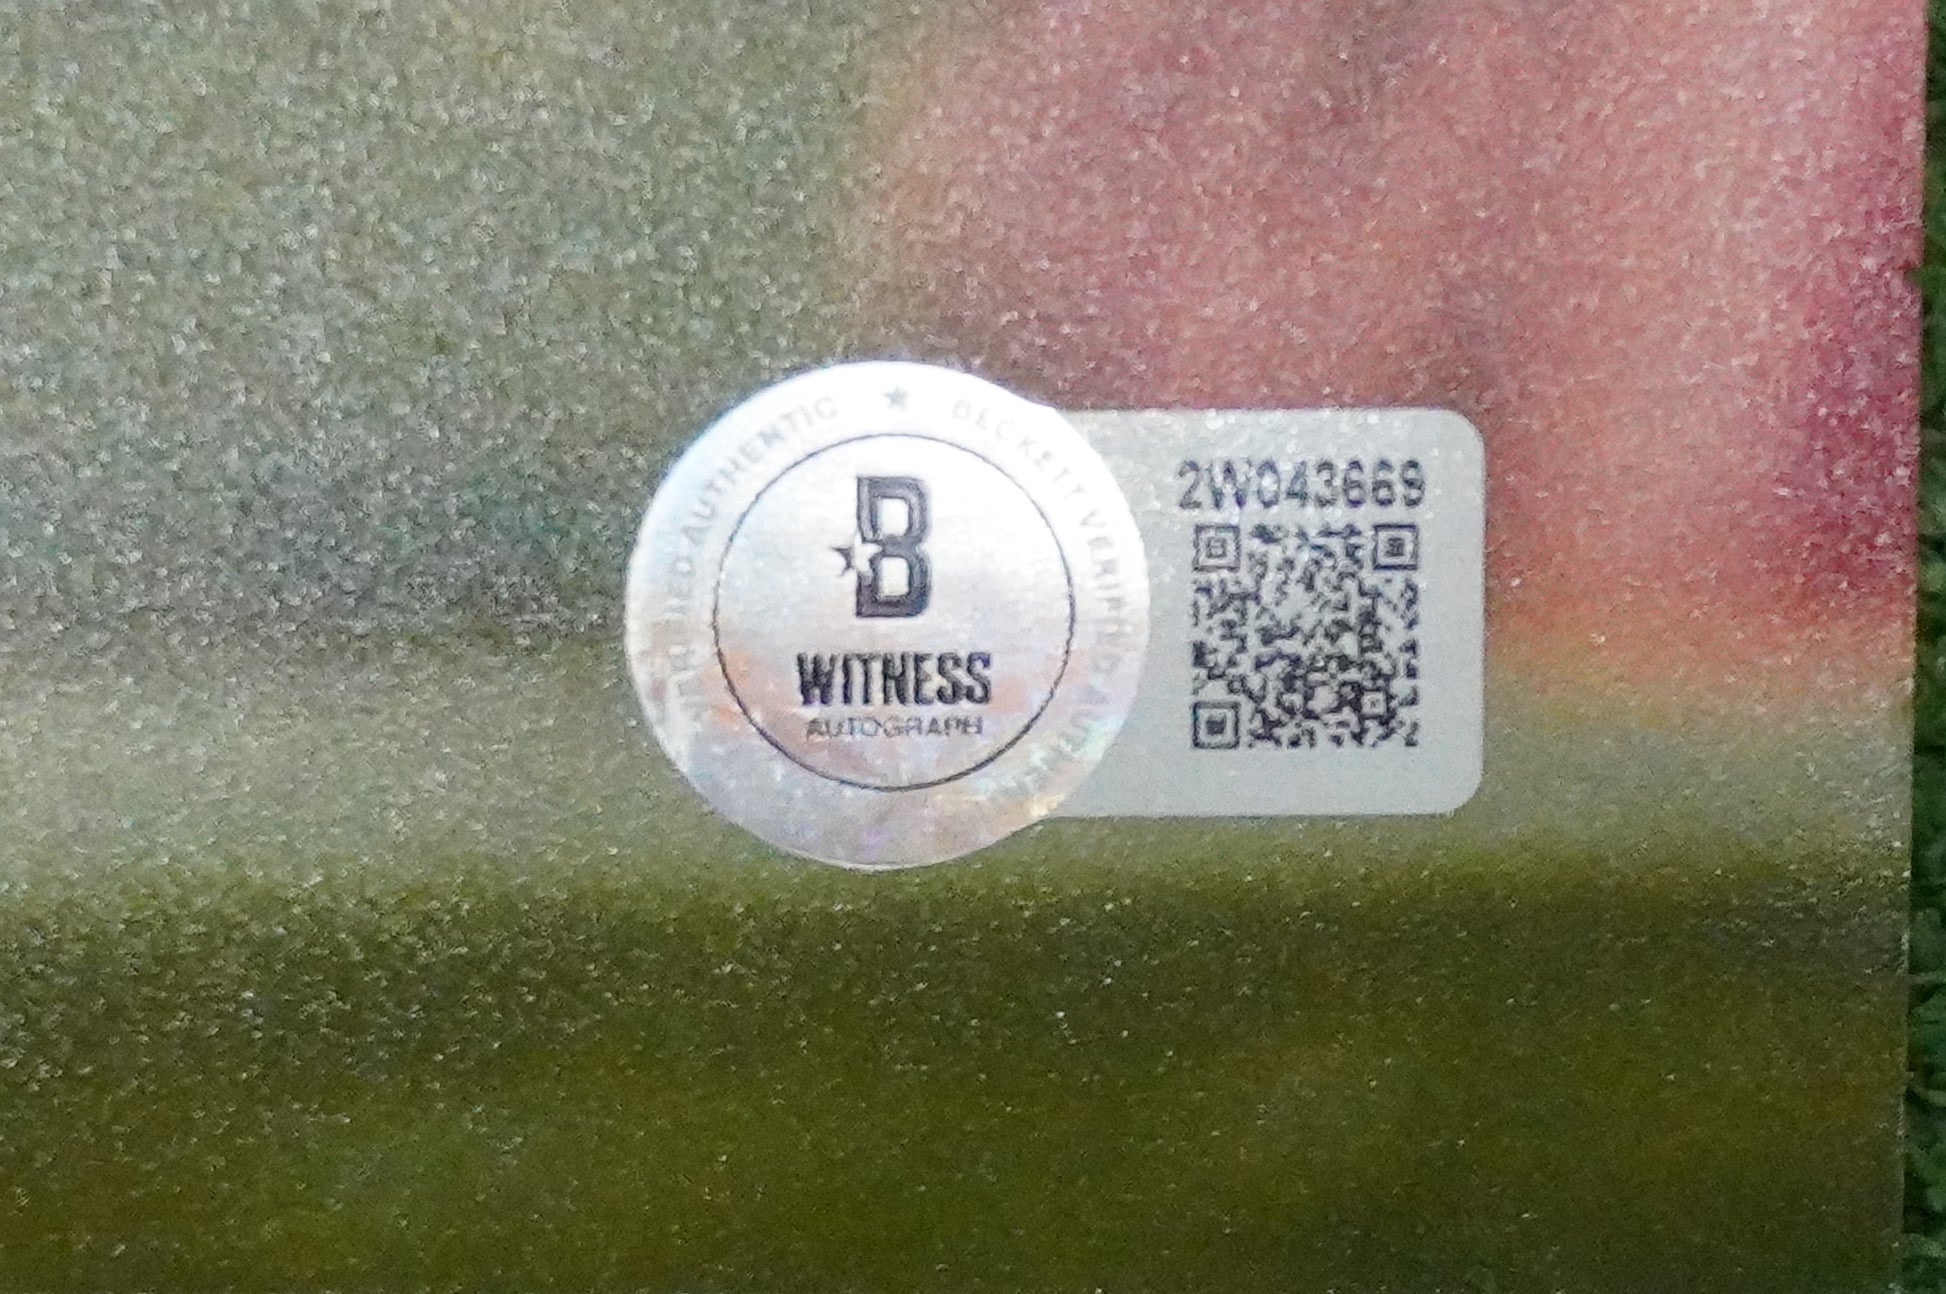 VERIFIED AUTHENTIC ★ BECKETT VERIFIED AUTHENTIC
B
WITNESS
AUTOGRAPH
2W043669